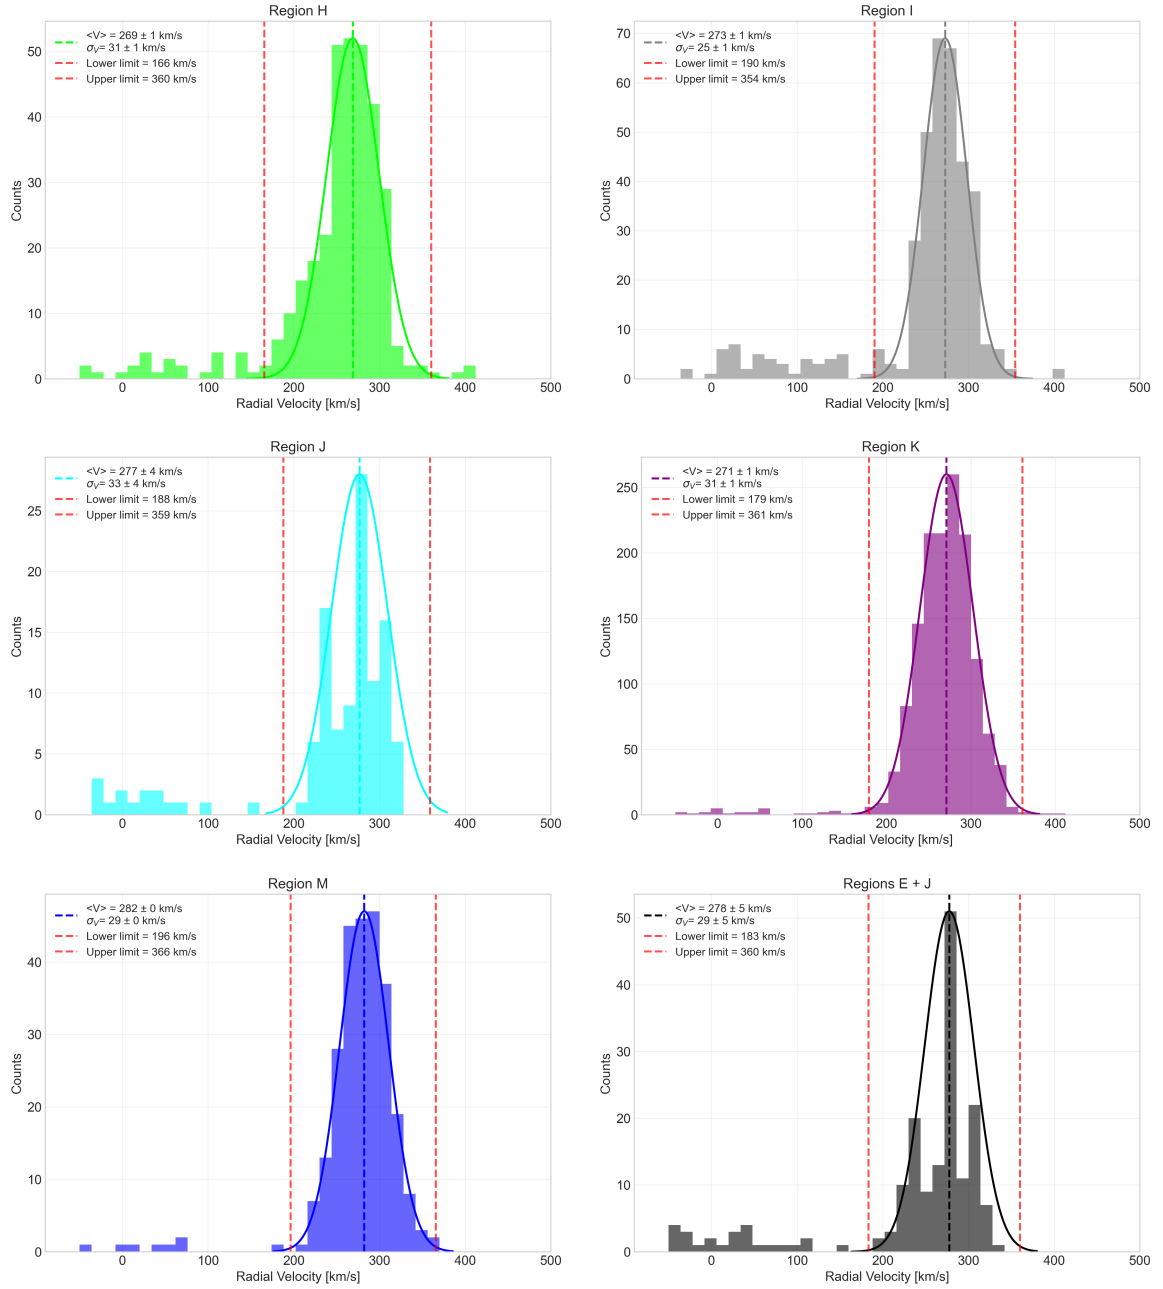 Region H
<V> = 269 ± 1 km/s
σV= 31 ± 1 km/s
Lower limit = 166 km/s
Upper limit = 360 km/s
50
40
30
20
10
0
Counts
0 100 200 300 400 500
Radial Velocity [km/s]
Region I
<V> = 273 ± 1 km/s
σV= 25 ± 1 km/s
Lower limit = 190 km/s
Upper limit = 354 km/s
70
60
50
40
30
20
10
0
Counts
0 100 200 300 400 500
Radial Velocity [km/s]
Region J
<V> = 277 ± 4 km/s
σV= 33 ± 4 km/s
Lower limit = 188 km/s
Upper limit = 359 km/s
25
20
15
10
5
0
Counts
0 100 200 300 400 500
Radial Velocity [km/s]
Region K
<V> = 271 ± 1 km/s
σV= 31 ± 1 km/s
Lower limit = 179 km/s
Upper limit = 361 km/s
250
200
150
100
50
0
Counts
0 100 200 300 400 500
Radial Velocity [km/s]
Region M
<V> = 282 ± 0 km/s
σV= 29 ± 0 km/s
Lower limit = 196 km/s
Upper limit = 366 km/s
40
30
20
10
0
Counts
0 100 200 300 400 500
Radial Velocity [km/s]
Regions E + J
<V> = 278 ± 5 km/s
σV= 29 ± 5 km/s
Lower limit = 183 km/s
Upper limit = 360 km/s
50
40
30
20
10
0
Counts
0 100 200 300 400 500
Radial Velocity [km/s]